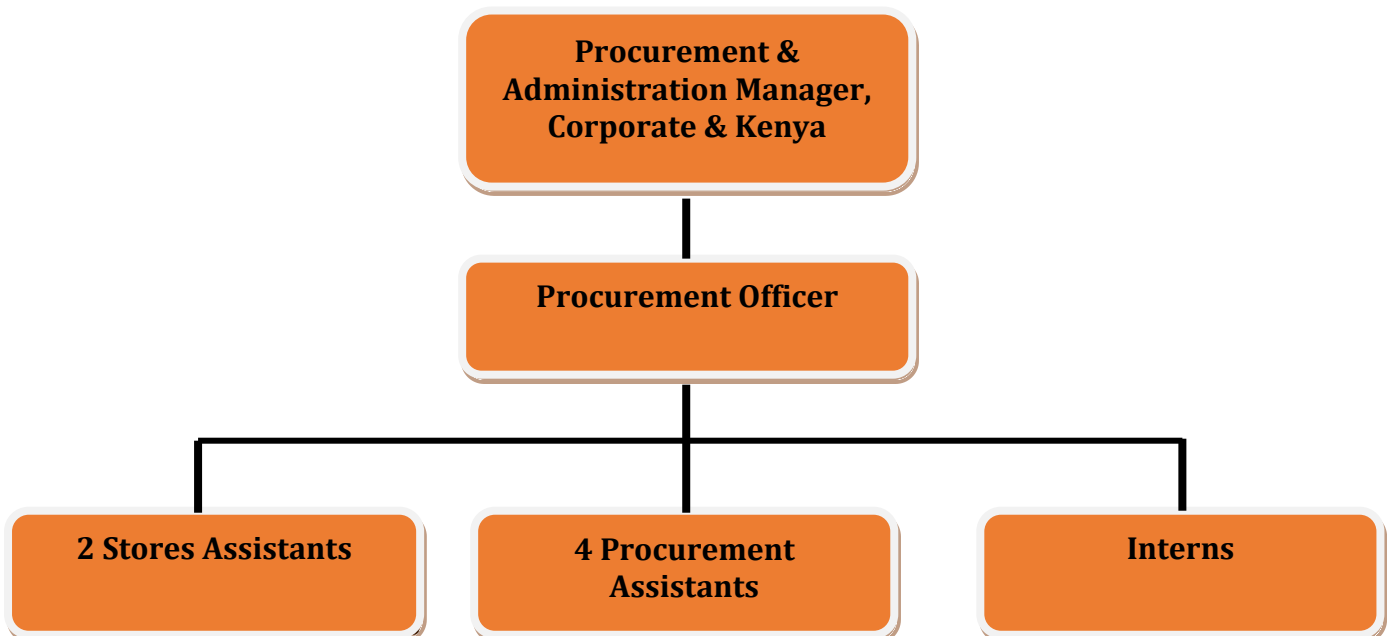 Procurement &
Administration Manager,
Corporate & Kenya
Procurement Officer
2 Stores Assistants
4 Procurement
Assistants
Interns